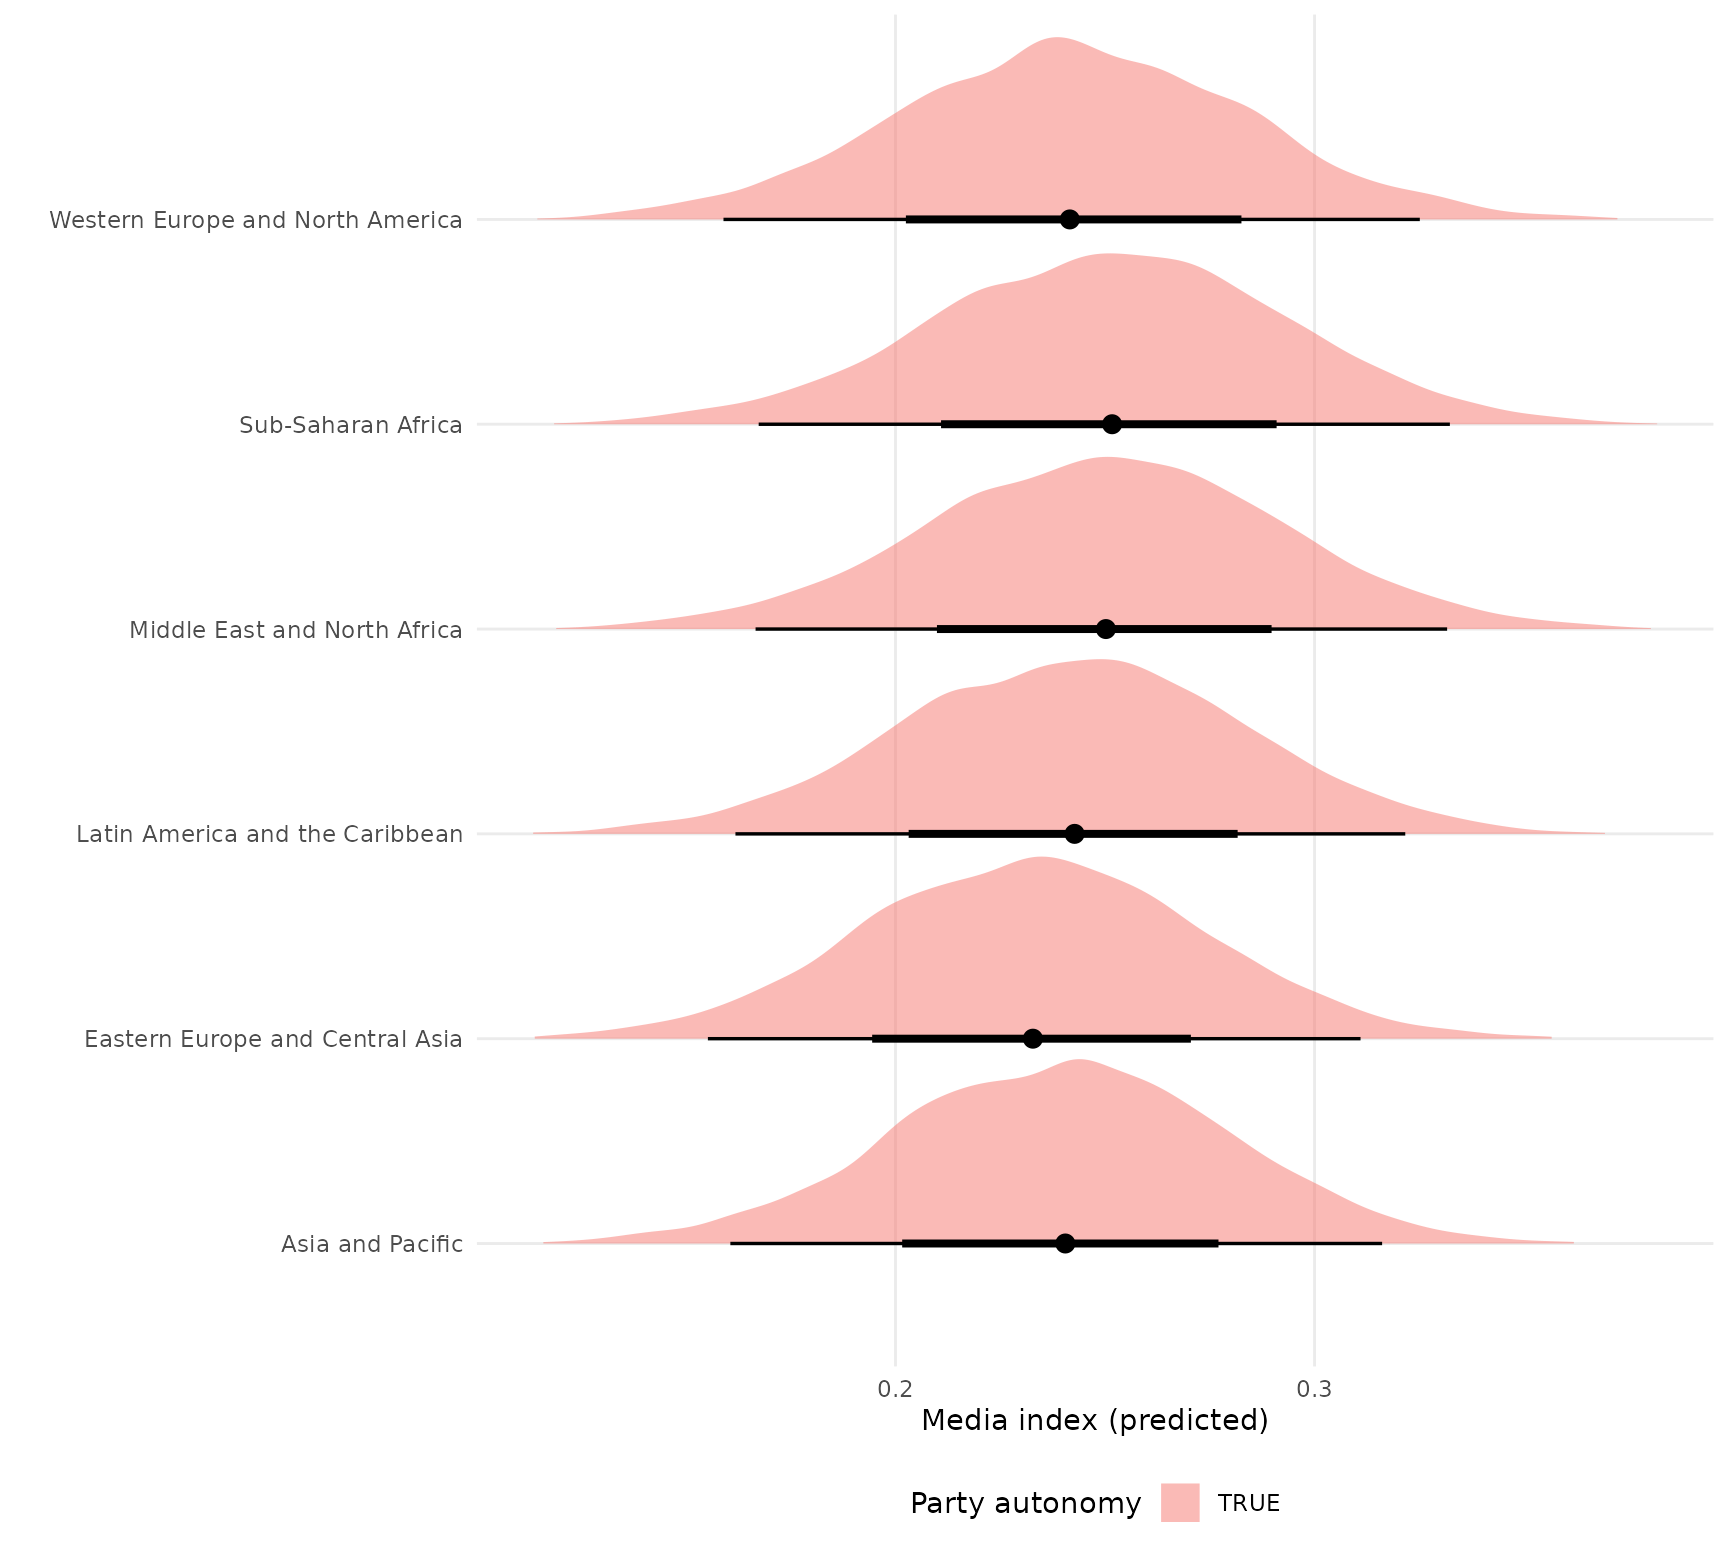 Western Europe and North America
Sub-Saharan Africa
Middle East and North Africa
Latin America and the Caribbean
Eastern Europe and Central Asia
Asia and Pacific
0.2 0.3
Media index (predicted)
Party autonomy TRUE